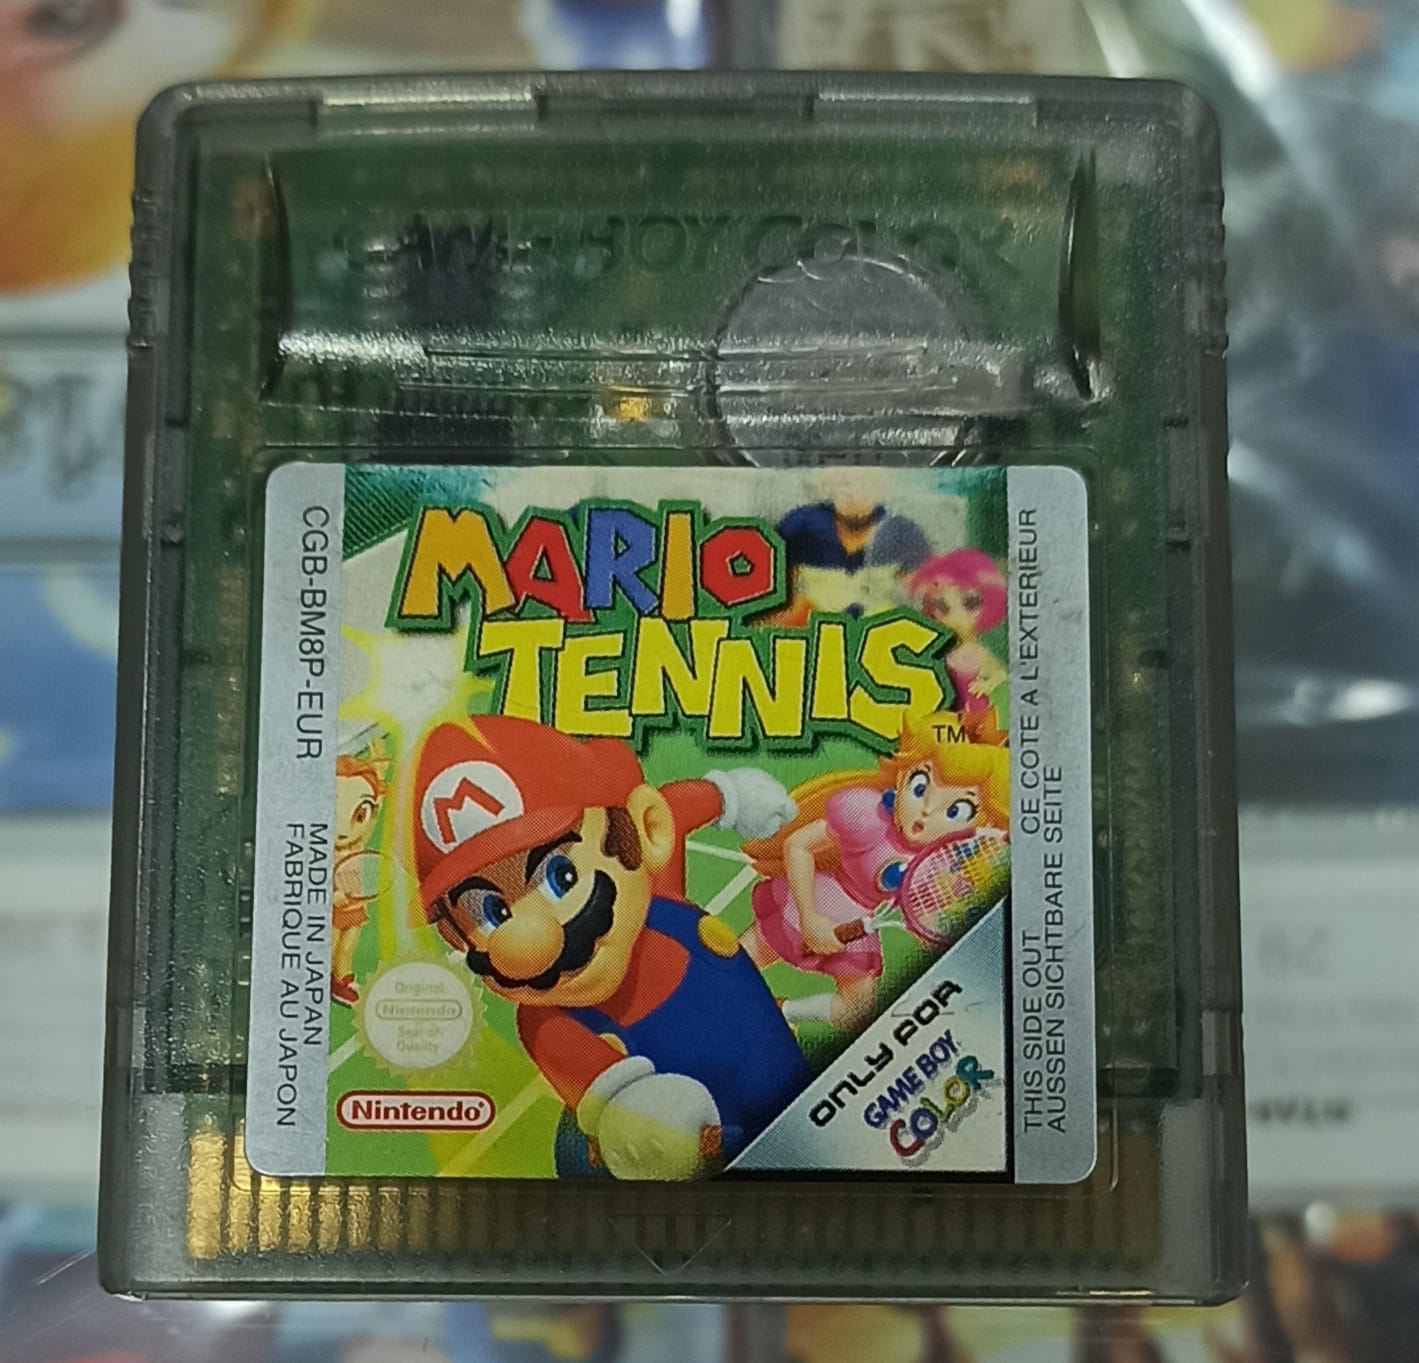 GAME BOY COLOR
MARIO
TENNIS
TM
CGB-BM8P-EUR
MADE IN JAPAN
FABRIQUE AU JAPON
Original
Nintendo
Seal of
Quality
Nintendo
M
ONLY FOR
GAME BOY
COLOR
CE COTE A L'EXTERIEUR
THIS SIDE OUT
AUSSEN SICHTBARE SEITE